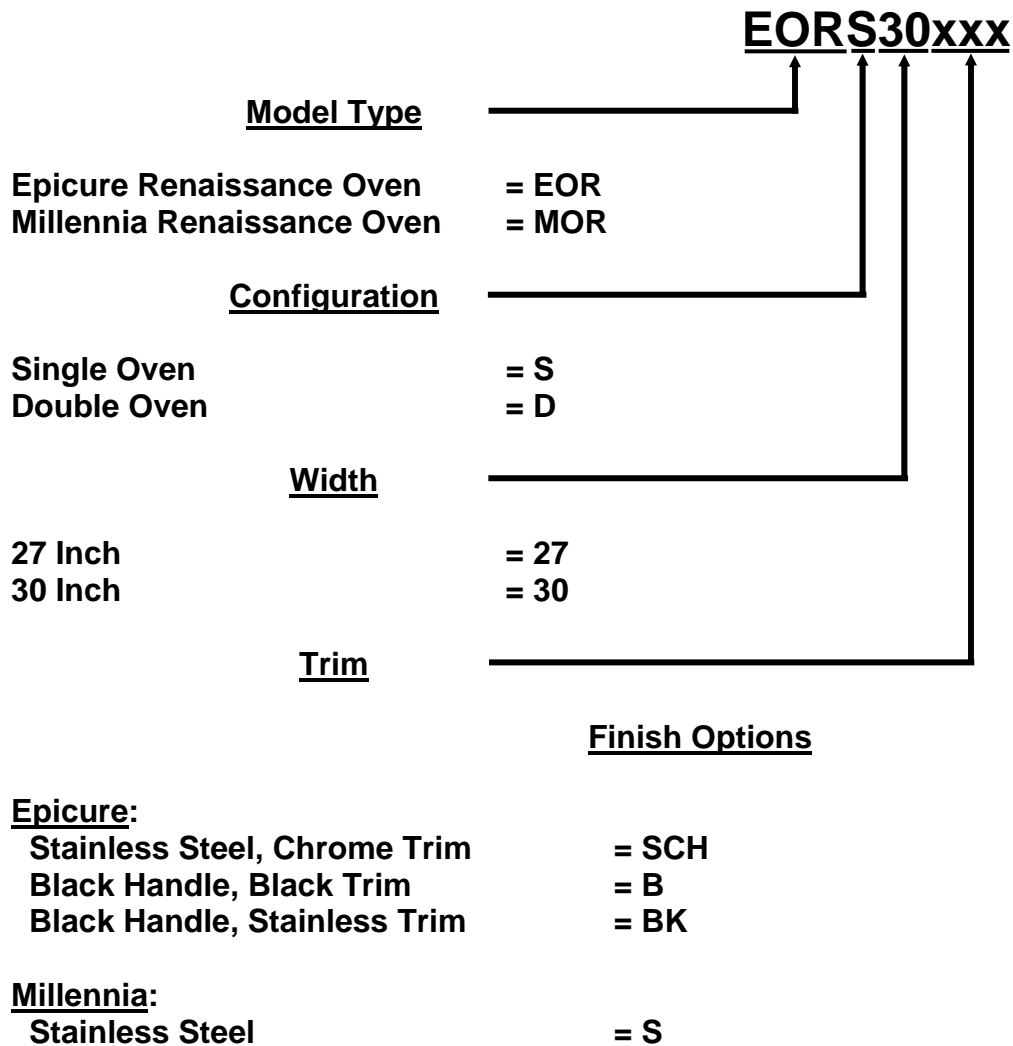 EORS30xxx
Model Type
Epicure Renaissance Oven = EOR
Millennia Renaissance Oven = MOR
Configuration
Single Oven = S
Double Oven = D
Width
27 Inch = 27
30 Inch = 30
Trim
Finish Options
Epicure:
Stainless Steel, Chrome Trim = SCH
Black Handle, Black Trim = B
Black Handle, Stainless Trim = BK
Millennia:
Stainless Steel = S